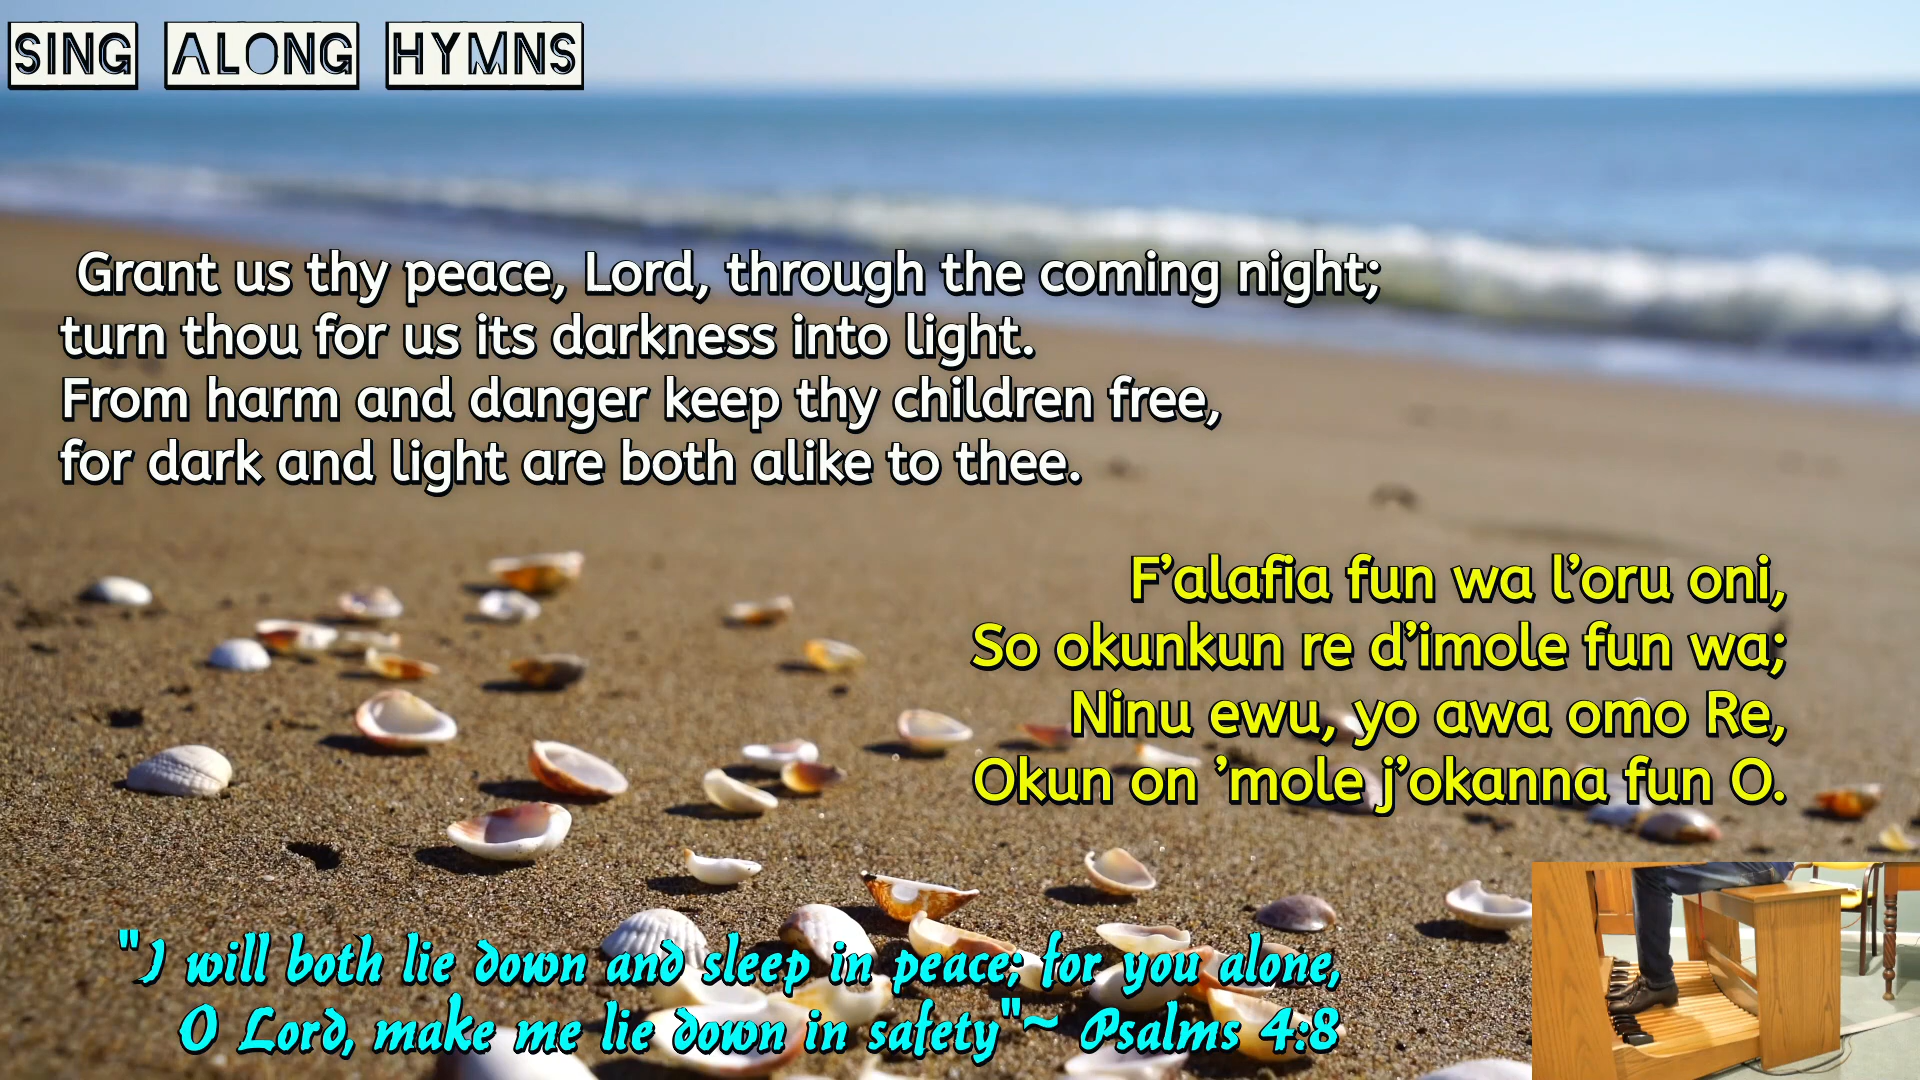 SING ALONG HYMNS
Grant us thy peace, Lord, through the coming night;
turn thou for us its darkness into light.
From harm and danger keep thy children free,
for dark and light are both alike to thee.
F’alafia fun wa l’oru oni,
So okunkun re d’imole fun wa;
Ninu ewu, yo awa omo Re,
Okun on ’mole j’okanna fun O.
"I will both lie down and sleep in peace; for you alone,
O Lord, make me lie down in safety"~ Psalms 4:8